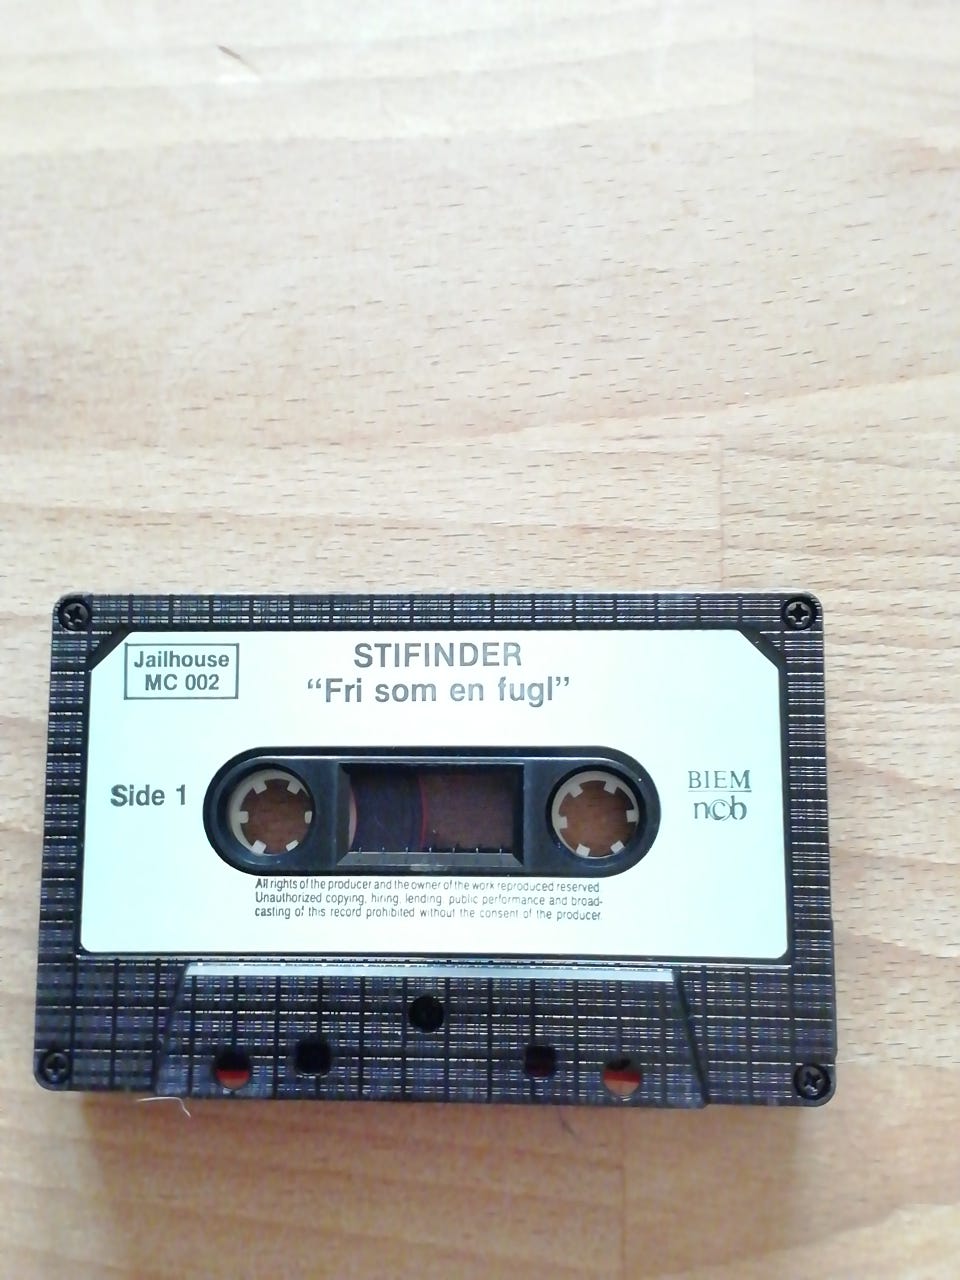 Jailhouse
MC 002
STIFINDER
“Fri som en fugl”
Side 1
BIEM
n©b
All rights of the producer and the owner of the work reproduced reserved.
Unauthorized copying, hiring, lending, public performance and broad-
casting of this record prohibited without the consent of the producer.